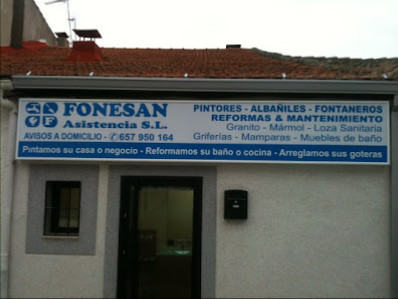 FONESAN
Asistencia S.L.
AVISOS A DOMICILIO - 657 950 164
PINTORES - ALBAÑILES - FONTANEROS
REFORMAS & MANTENIMIENTO
Granito - Mármol - Loza Sanitaria
Griferías - Mamparas - Muebles de baño
Pintamos su casa o negocio - Reformamos su baño o cocina - Arreglamos sus goteras